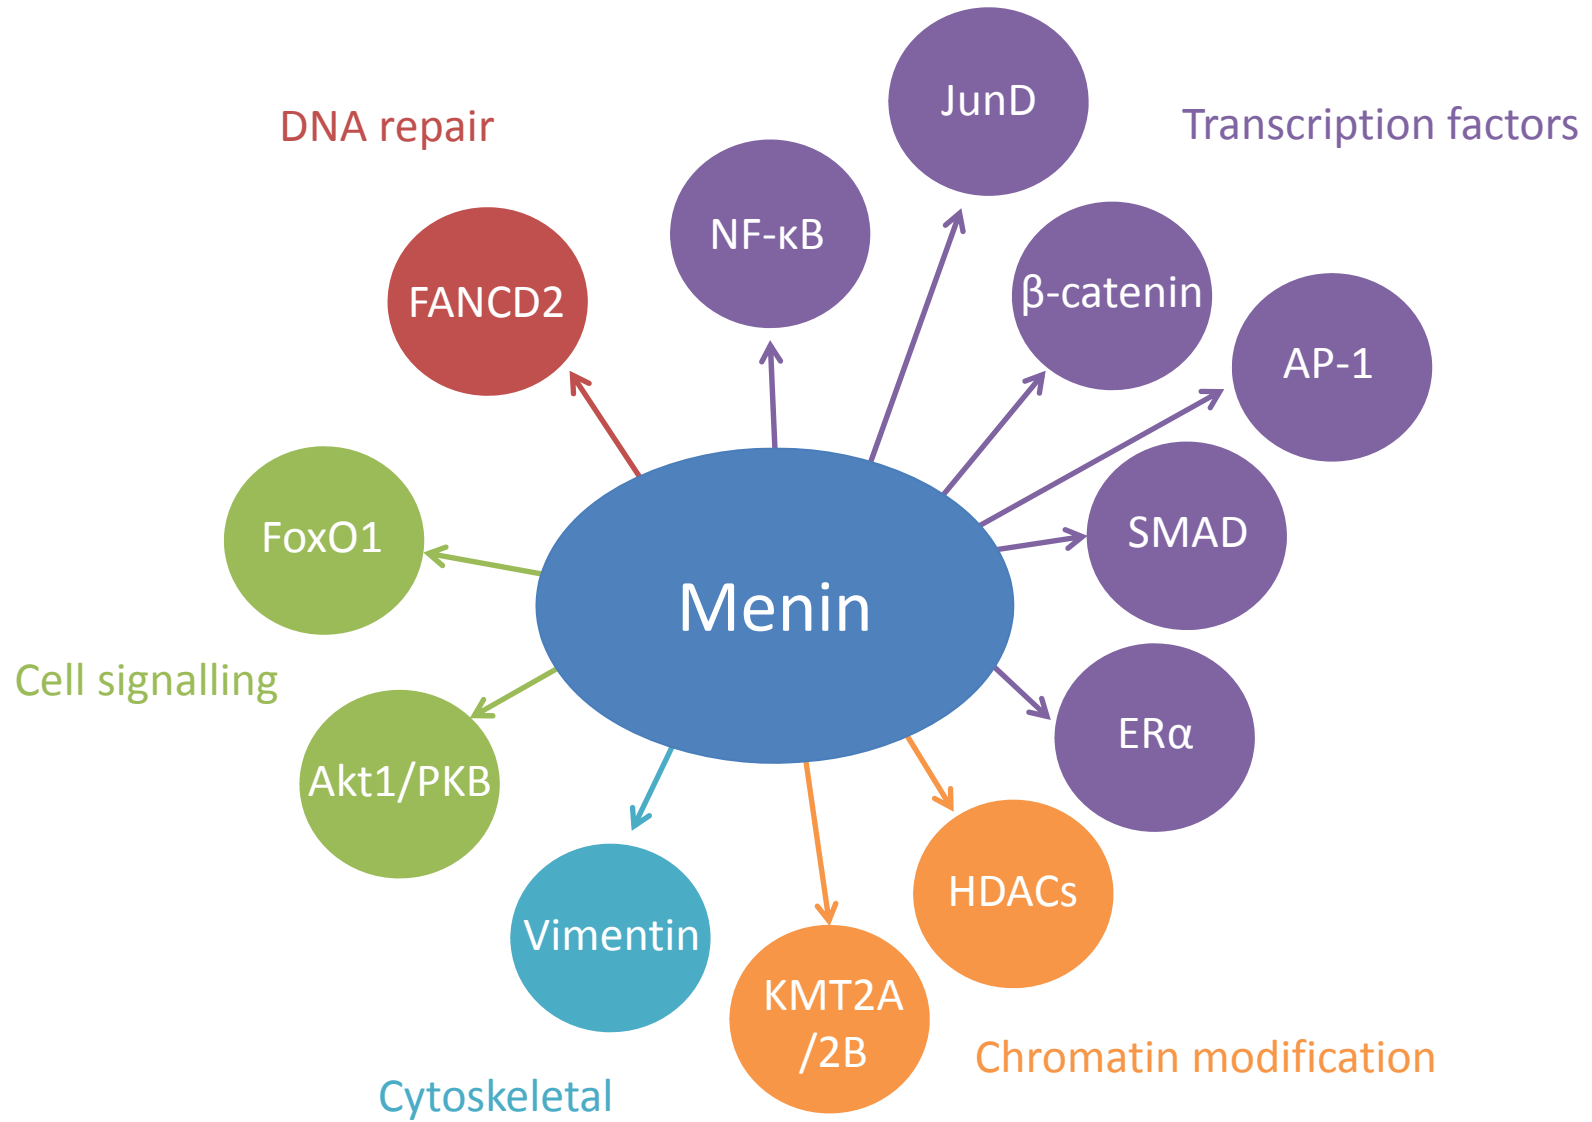 JunD
DNA repair
Transcription factors
NF-κB
FANCD2
β-catenin
AP-1
FoxO1
SMAD
Menin
Cell signalling
ERα
Akt1/PKB
HDACs
Vimentin
KMT2A
/2B
Chromatin modification
Cytoskeletal